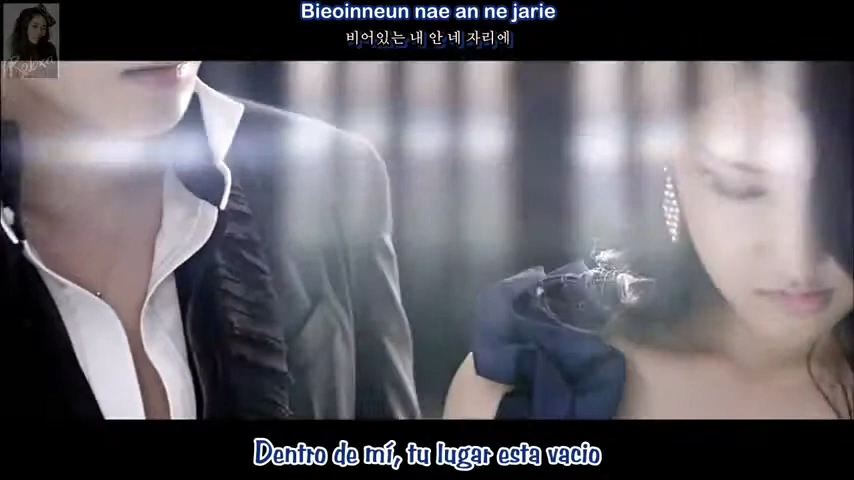 Bieoinneun nae an ne jarie
비어있는 내 안 네 자리에
Dentro de mí, tu lugar esta vacio